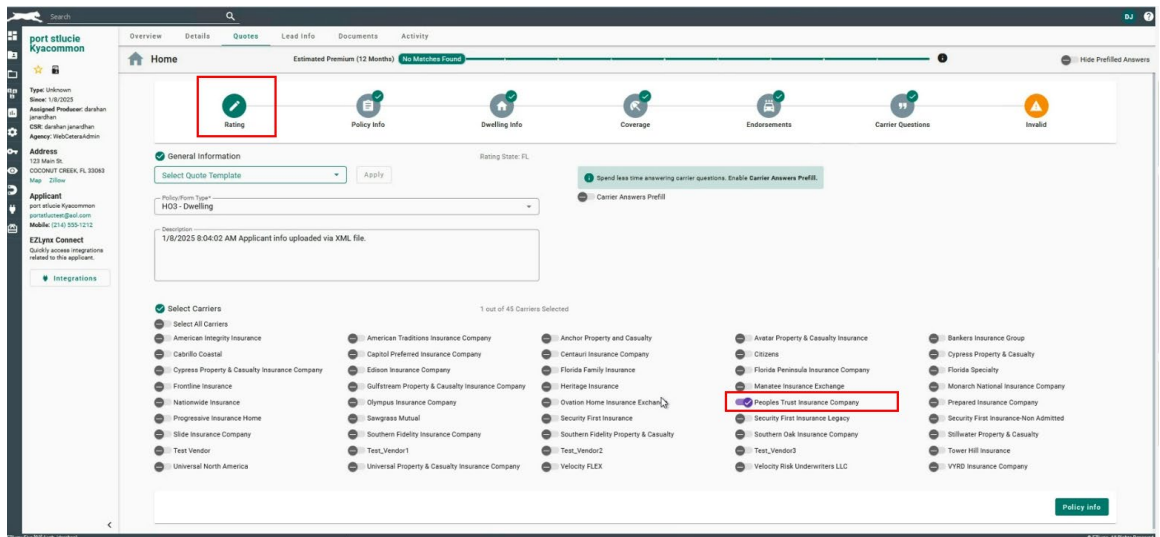 Search
DJ
port stlucie
Kyacommon
Type: Unknown
Since: 1/8/2025
Assigned Producer: darshan
janardhan
CSR: darshan janardhan
Agency: WebCeteraAdmin
Address
123 Main St.
COCONUT CREEK, FL 33063
Map Zillow
Applicant
port stlucie Kyacommon
portstlucteet@aol.com
Mobile: (214) 555-1212
EZLynx Connect
Quickly access integrations
related to this applicant.
Integrations
Overview Details Quotes Lead Info Documents Activity
Home Estimated Premium (12 Months) No Matches Found Hide Prefilled Answers
Rating Policy Info Dwelling Info Coverage Endorsements Carrier Questions Invalid
General Information Rating State: FL
Select Quote Template Apply
Spend less time answering carrier questions. Enable Carrier Answers Prefill.
Carrier Answers Prefill
Policy/Form Type*
HO3 - Dwelling
Description
1/8/2025 8:04:02 AM Applicant info uploaded via XML file.
Select Carriers 1 out of 45 Carriers Selected
Select All Carriers
American Integrity Insurance American Traditions Insurance Company Anchor Property and Casualty Avatar Property & Casualty Insurance Bankers Insurance Group
Cabrillo Coastal Capitol Preferred Insurance Company Centauri Insurance Company Citizens Cypress Property & Casualty
Cypress Property & Casualty Insurance Company Edison Insurance Company Florida Family Insurance Florida Peninsula Insurance Company Florida Specialty
Frontline Insurance Gulfstream Property & Causalty Insurance Company Heritage Insurance Manatee Insurance Exchange Monarch National Insurance Company
Nationwide Insurance Olympus Insurance Company Ovation Home Insurance Exchange Peoples Trust Insurance Company Prepared Insurance Company
Progressive Insurance Home Sawgrass Mutual Security First Insurance Security First Insurance Legacy Security First Insurance-Non Admitted
Slide Insurance Company Southern Fidelity Insurance Company Southern Fidelity Property & Casualty Southern Oak Insurance Company Stillwater Property & Casualty
Test Vendor Test_Vendor1 Test_Vendor2 Test_Vendor3 Tower Hill Insurance
Universal North America Universal Property & Casualty Insurance Company Velocity FLEX Velocity Risk Underwriters LLC VYRD Insurance Company
Policy info